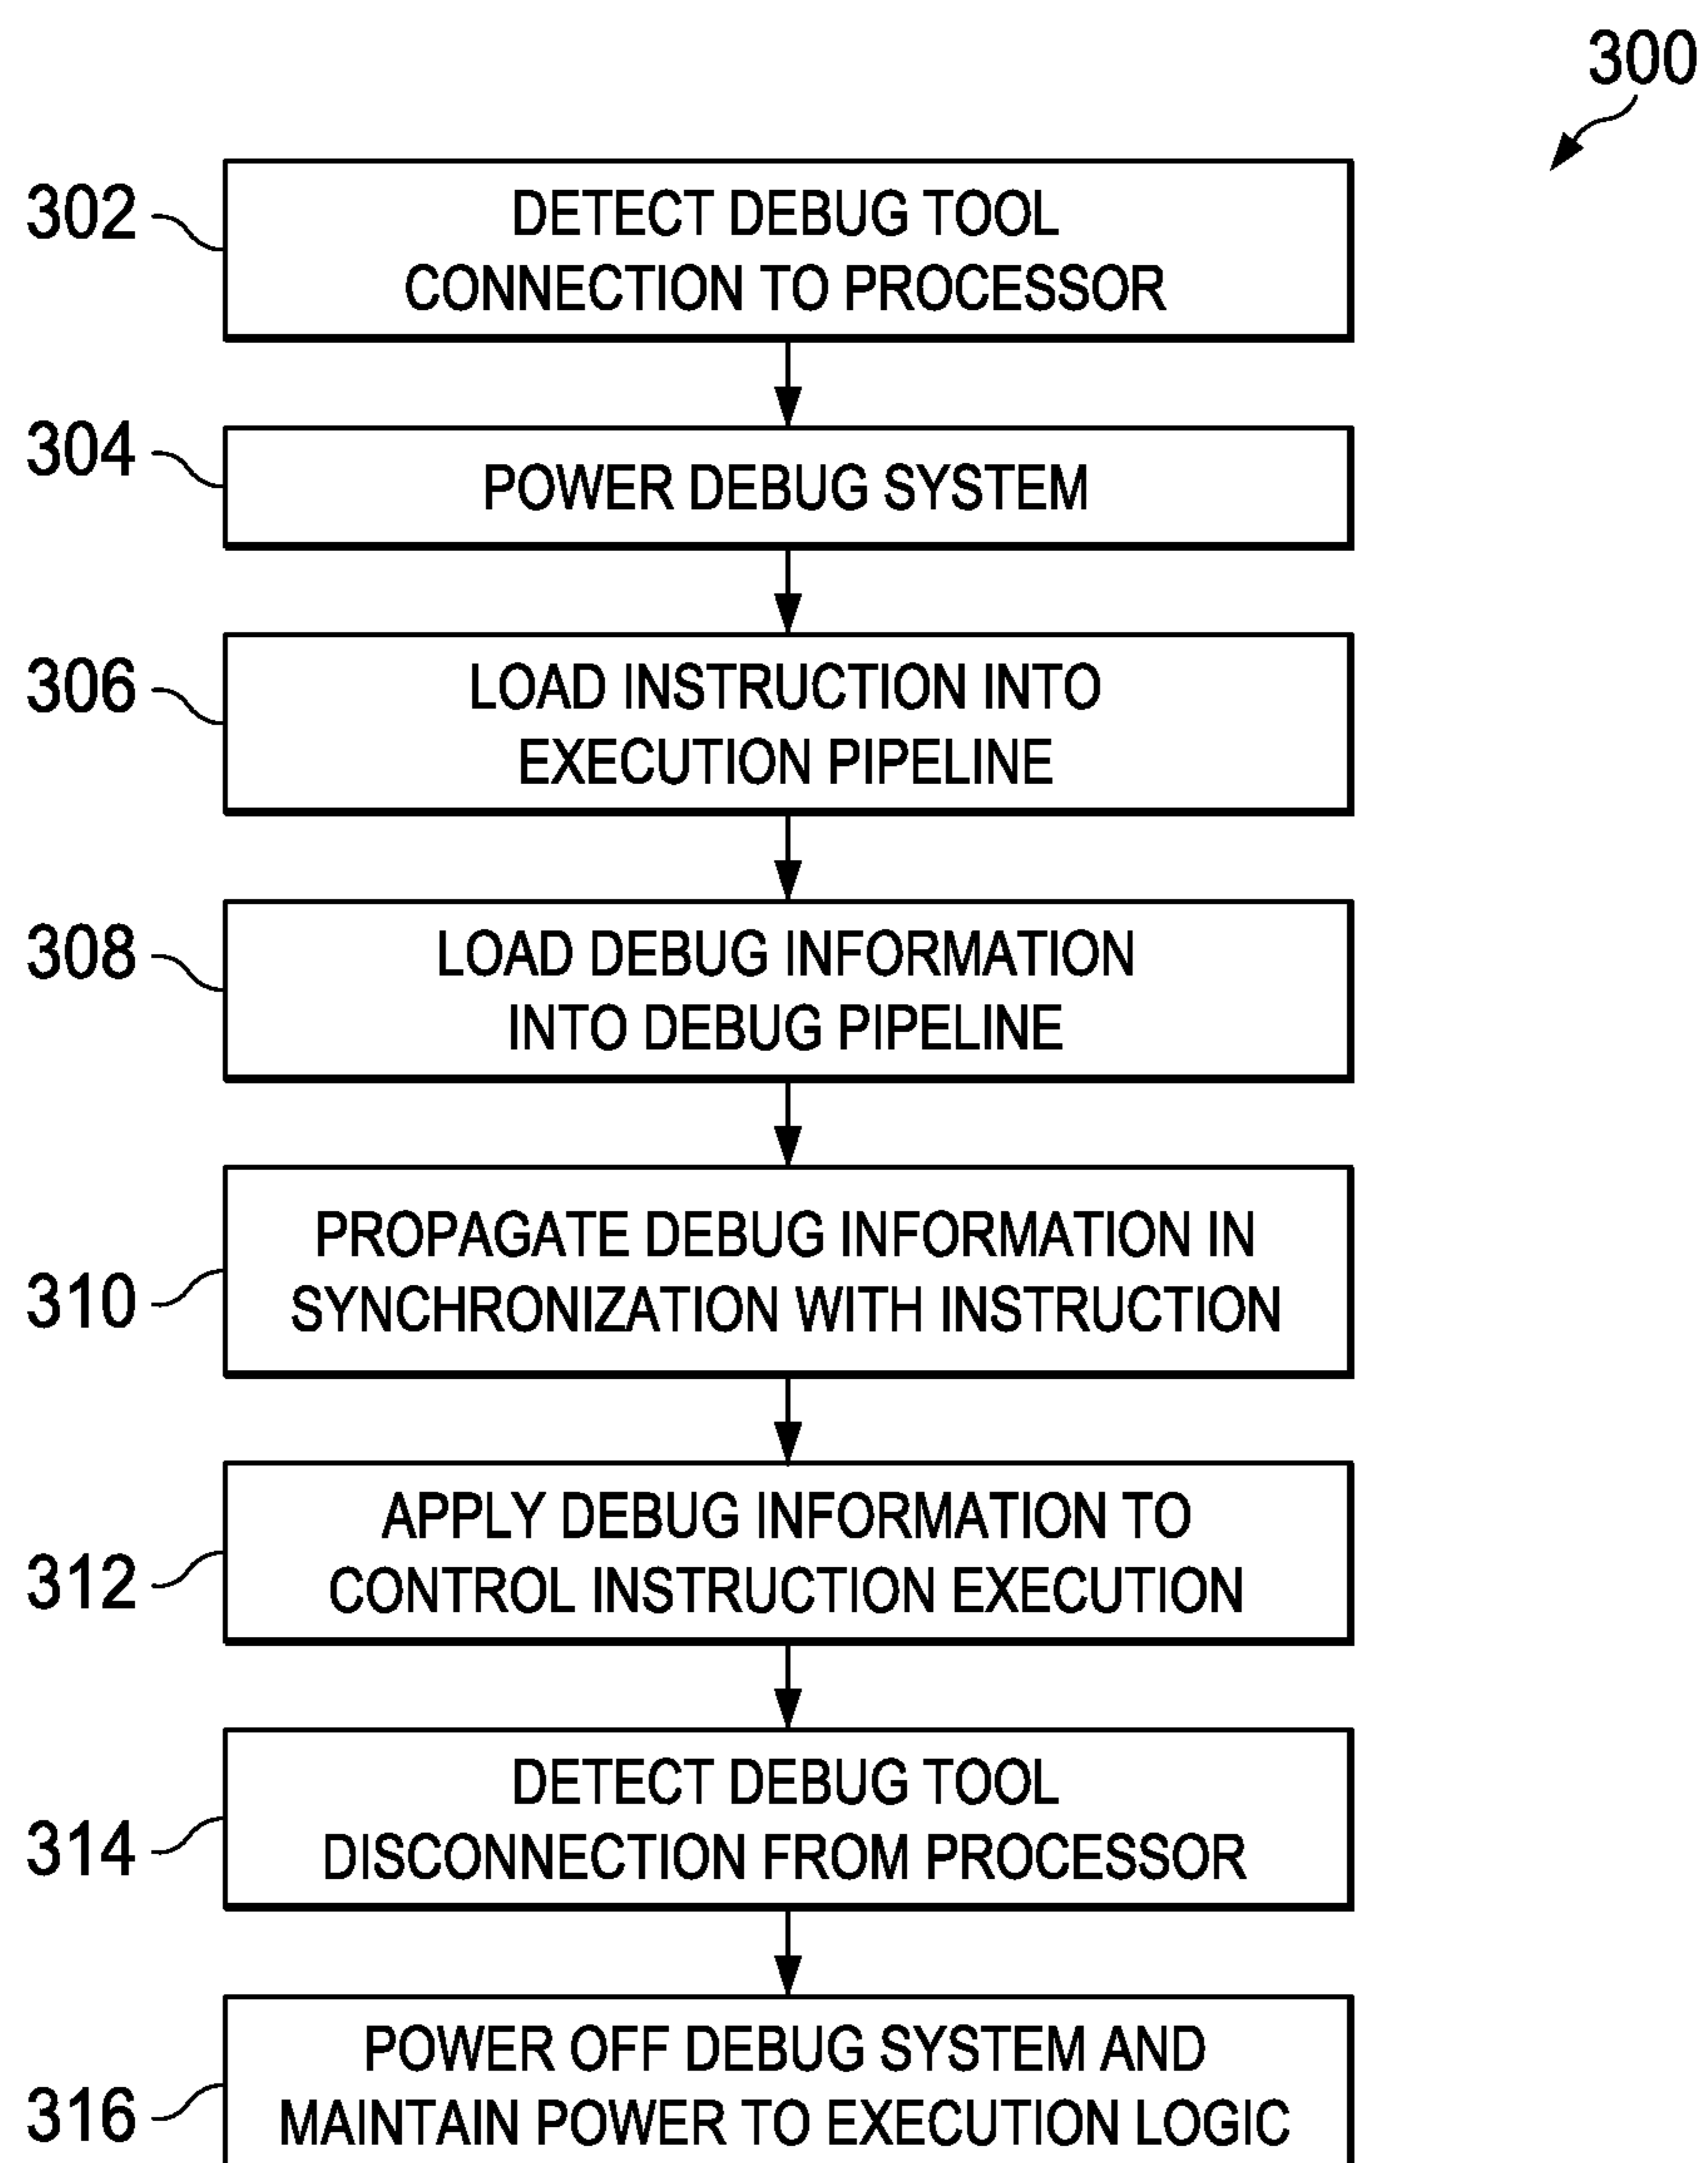 300
302
DETECT DEBUG TOOL
CONNECTION TO PROCESSOR
304
POWER DEBUG SYSTEM
306
LOAD INSTRUCTION INTO
EXECUTION PIPELINE
308
LOAD DEBUG INFORMATION
INTO DEBUG PIPELINE
310
PROPAGATE DEBUG INFORMATION IN
SYNCHRONIZATION WITH INSTRUCTION
312
APPLY DEBUG INFORMATION TO
CONTROL INSTRUCTION EXECUTION
314
DETECT DEBUG TOOL
DISCONNECTION FROM PROCESSOR
316
POWER OFF DEBUG SYSTEM AND
MAINTAIN POWER TO EXECUTION LOGIC